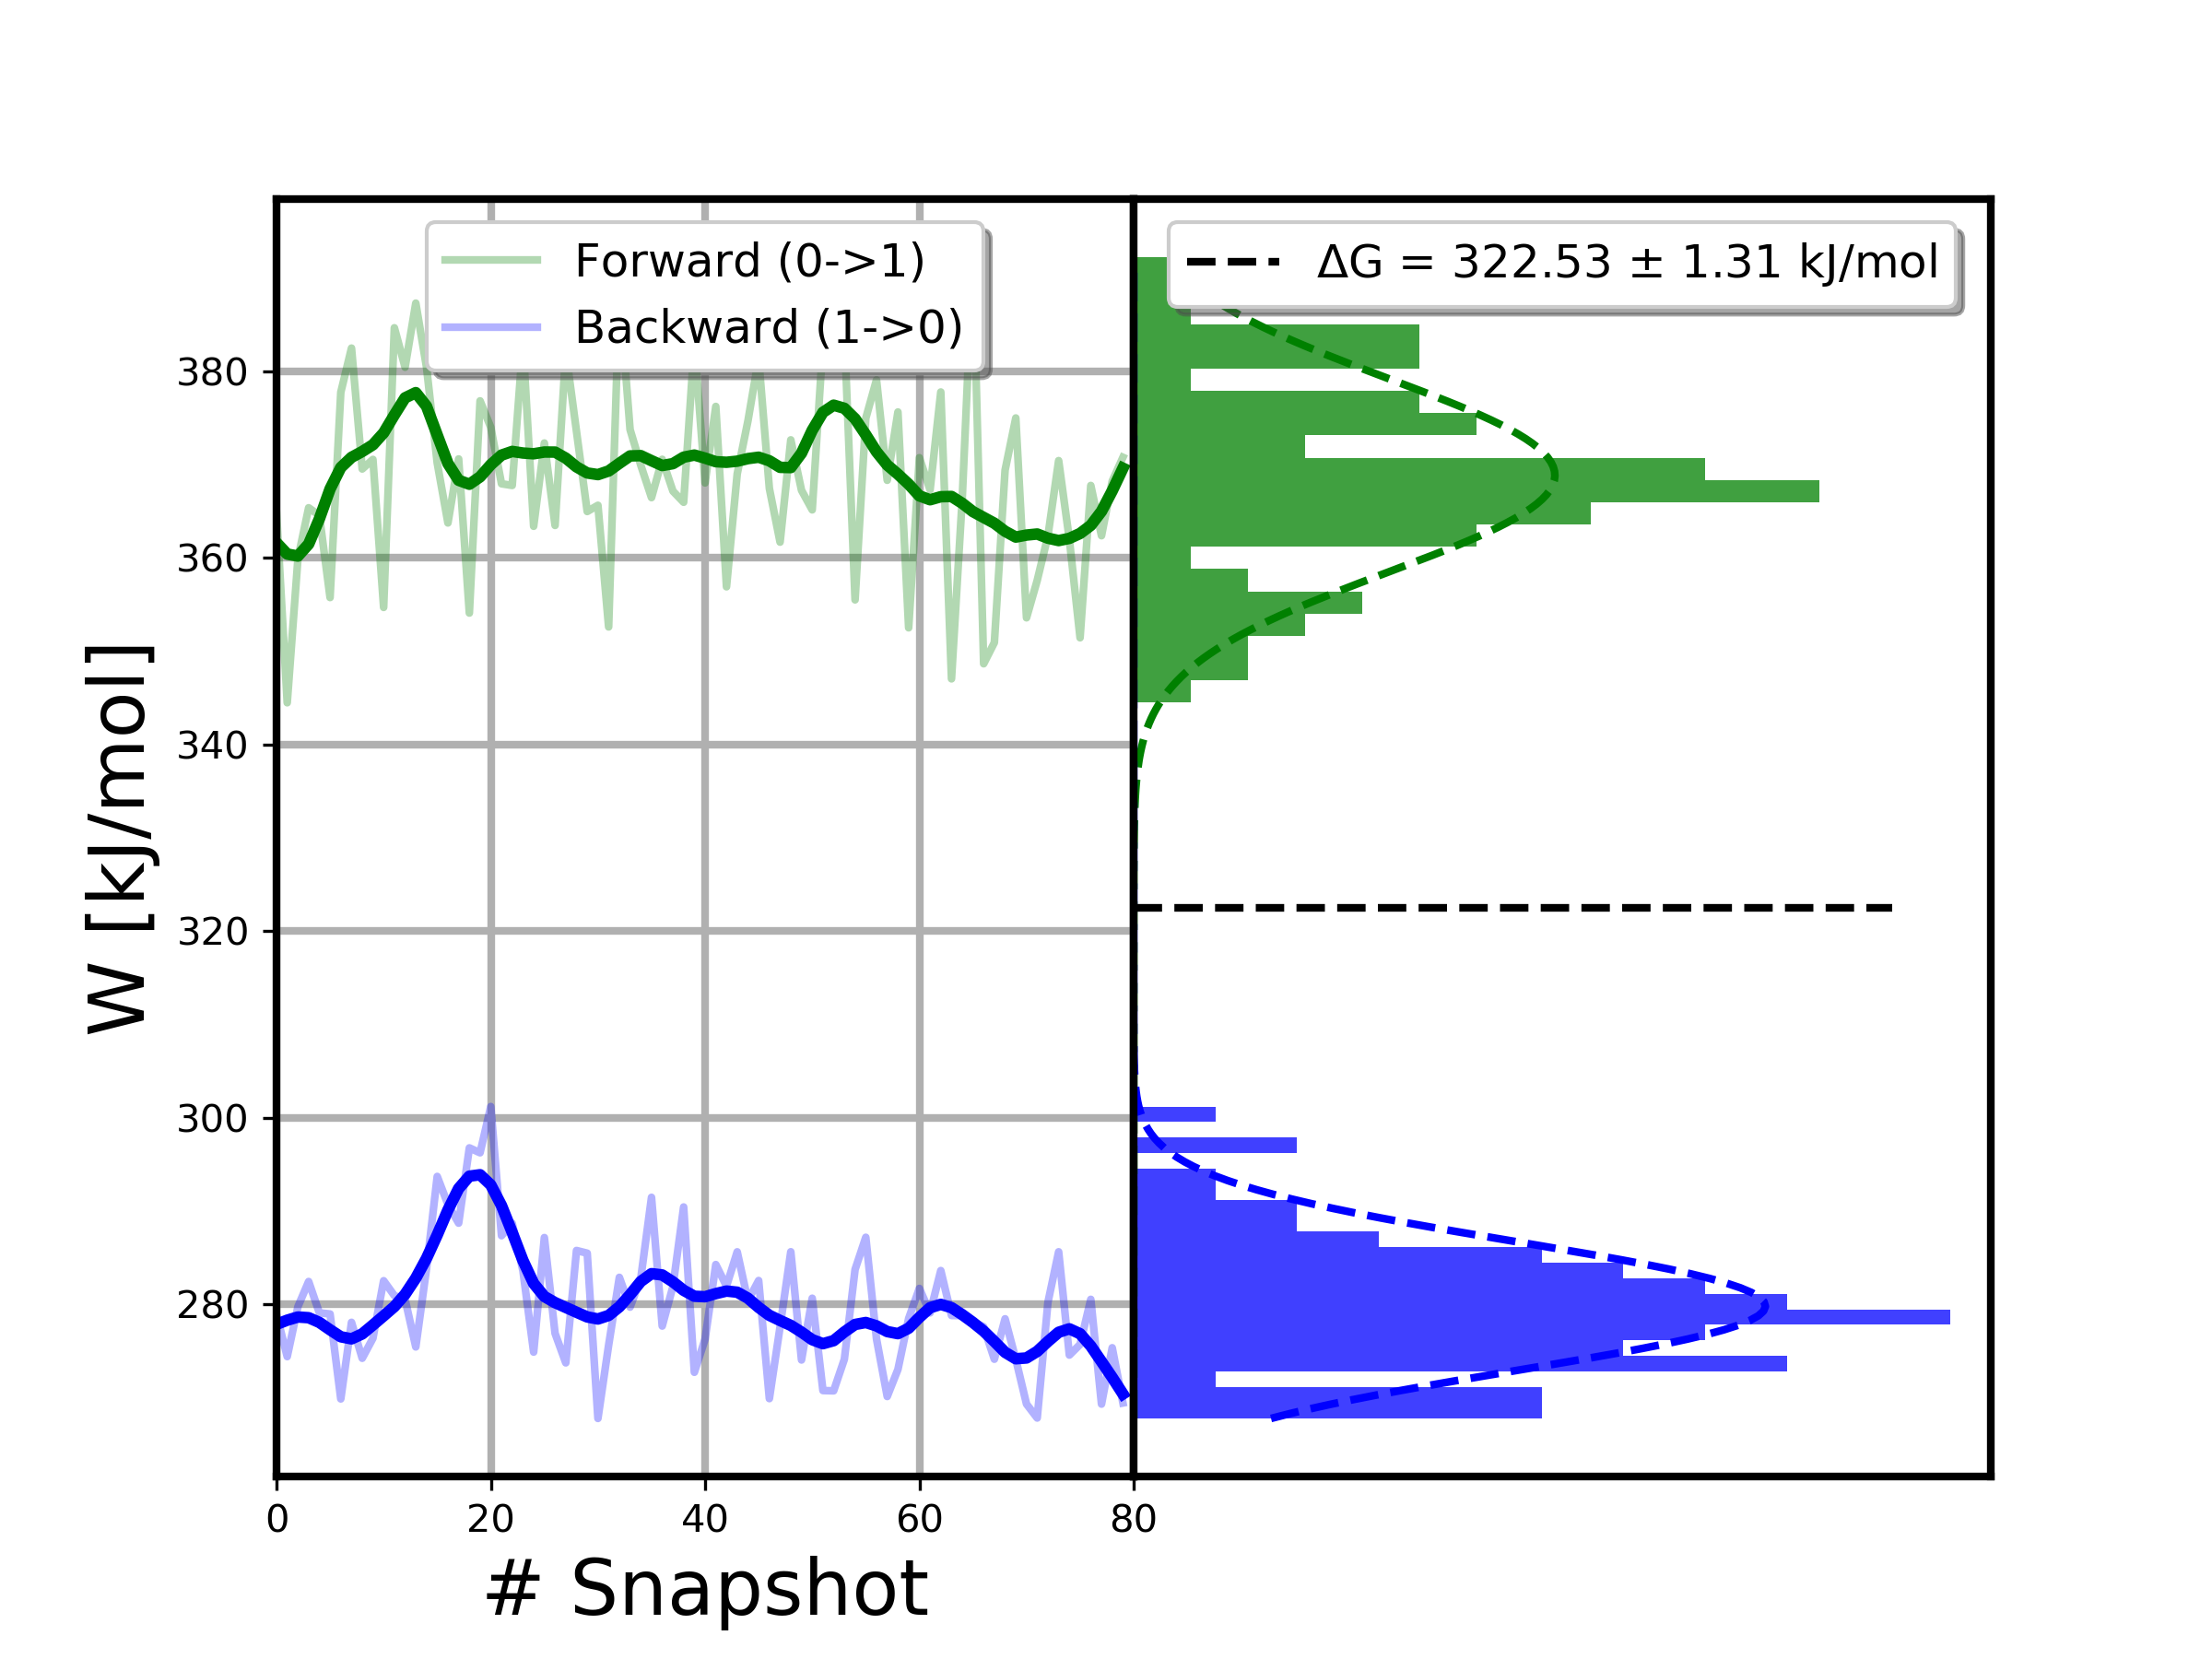 Forward (0->1)
Backward (1->0)
ΔG = 322.53 ± 1.31 kJ/mol
W [kJ/mol]
380
360
340
320
300
280
0 20 40 60 80
# Snapshot